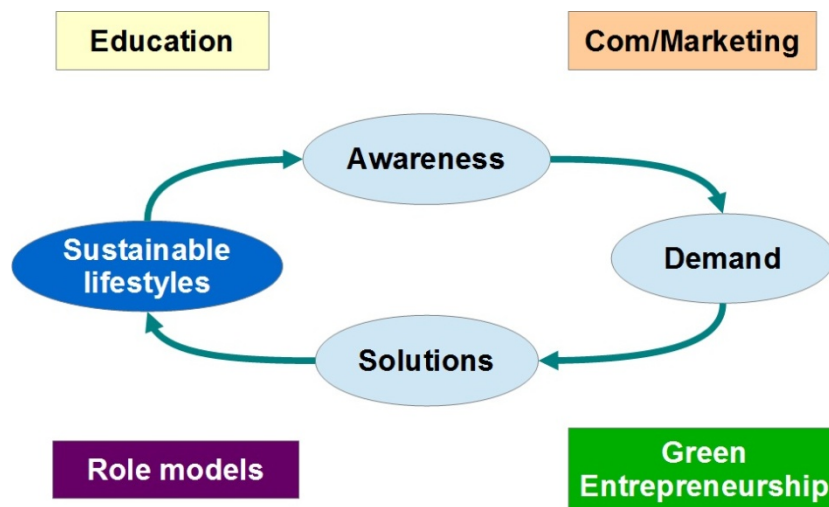 Education
Com/Marketing
Awareness
Sustainable
lifestyles
Demand
Solutions
Role models
Green
Entrepreneurship